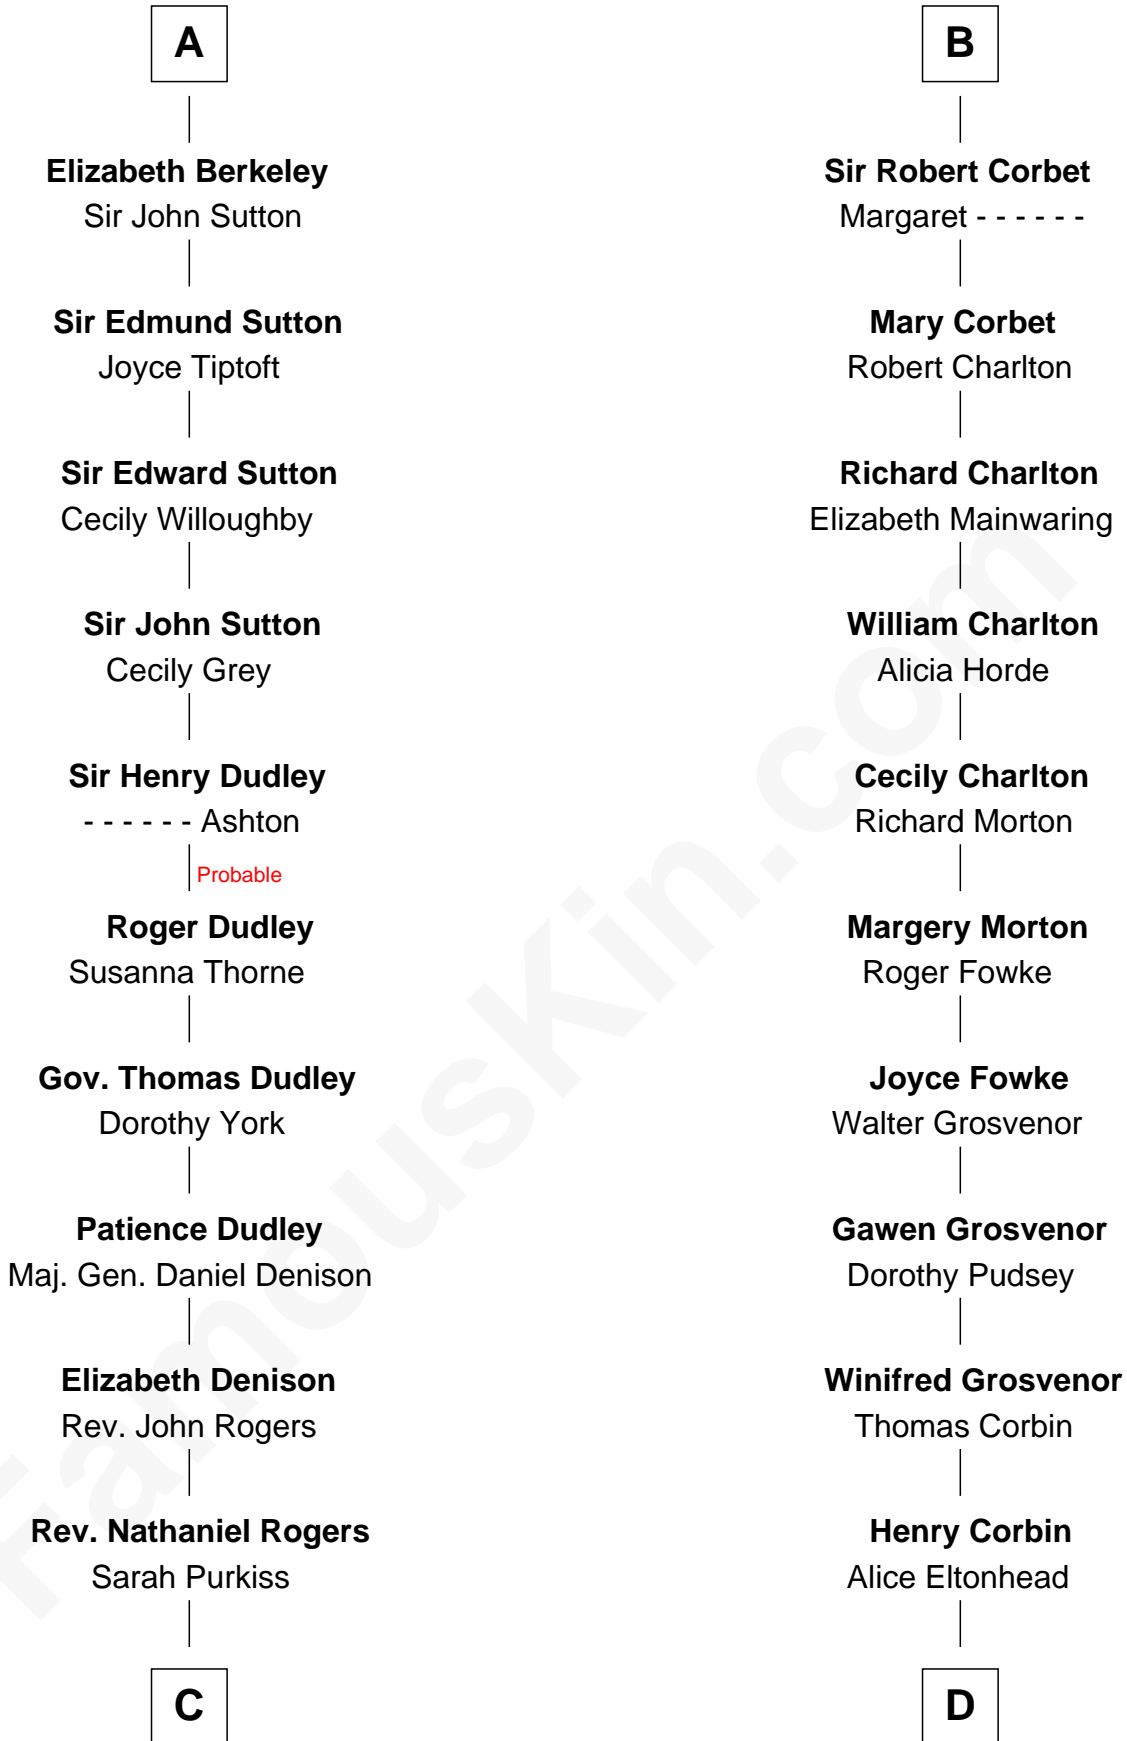 A
Elizabeth Berkeley
Sir John Sutton
Sir Edmund Sutton
Joyce Tiptoft
Sir Edward Sutton
Cecily Willoughby
Sir John Sutton
Cecily Grey
Sir Henry Dudley
- - - - - - Ashton
Probable
Roger Dudley
Susanna Thorne
Gov. Thomas Dudley
Dorothy York
Patience Dudley
Maj. Gen. Daniel Denison
Elizabeth Denison
Rev. John Rogers
Rev. Nathaniel Rogers
Sarah Purkiss
C
B
Sir Robert Corbet
Margaret - - - - - -
Mary Corbet
Robert Charlton
Richard Charlton
Elizabeth Mainwaring
William Charlton
Alicia Horde
Cecily Charlton
Richard Morton
Margery Morton
Roger Fowke
Joyce Fowke
Walter Grosvenor
Gawen Grosvenor
Dorothy Pudsey
Winifred Grosvenor
Thomas Corbin
Henry Corbin
Alice Eltonhead
D
FamousKin.com